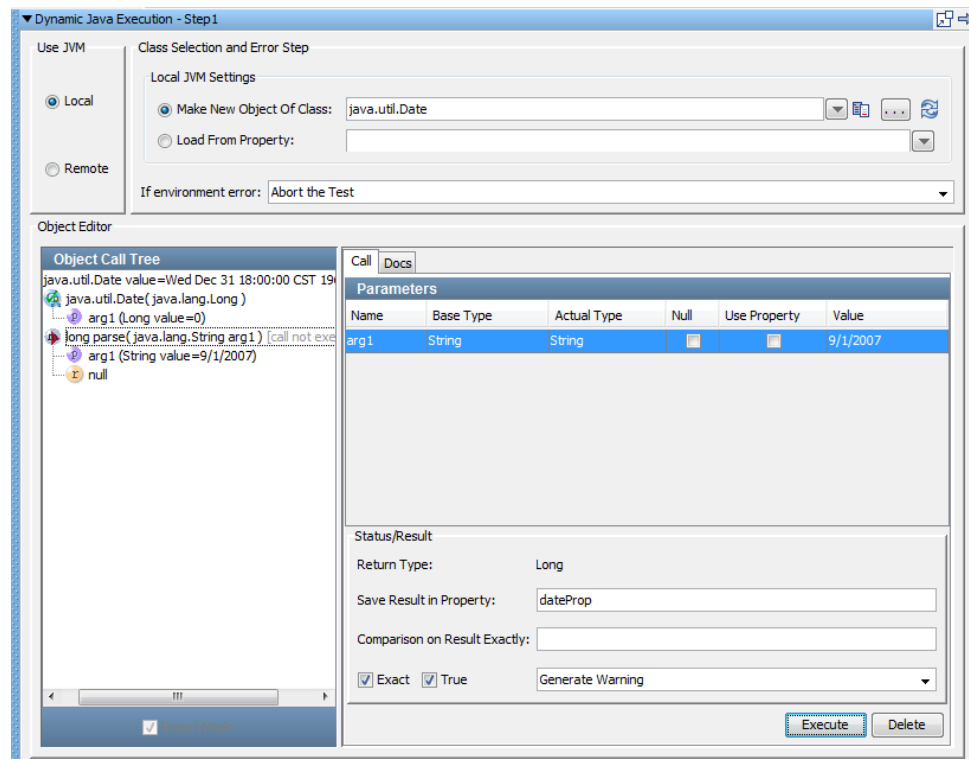 Dynamic Java Execution - Step1
Use JVM
Class Selection and Error Step
Local JVM Settings
Local
Make New Object Of Class: java.util.Date
...
Load From Property:
Remote
If environment error: Abort the Test
Object Editor
Object Call Tree
java.util.Date value=Wed Dec 31 18:00:00 CST 19
java.util.Date( java.lang.Long )
arg1 (Long value=0)
long parse( java.lang.String arg1 ) [call not exe
arg1 (String value=9/1/2007)
null
Call Docs
Parameters
Name Base Type Actual Type Null Use Property Value
arg1 String String 9/1/2007
Status/Result
Return Type: Long
Save Result in Property: dateProp
Comparison on Result Exactly:
Exact True Generate Warning
Execute Delete